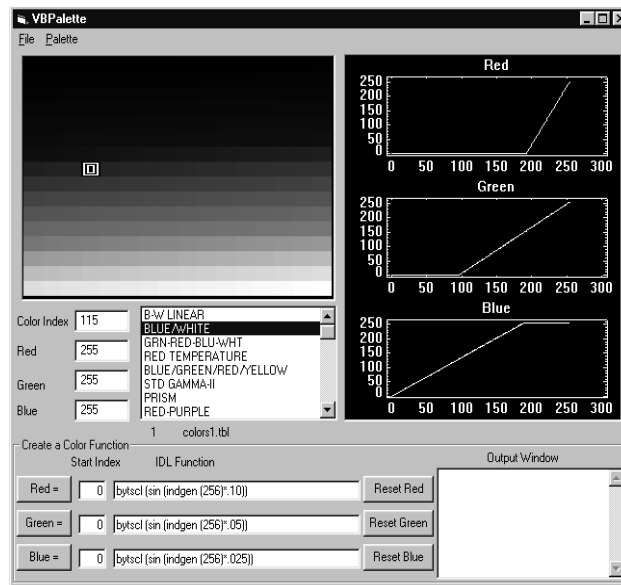 VBPalette
File Palette
Red
250
200
150
100
50
0
0 50 100 150 200 250 300
Green
250
200
150
100
50
0
0 50 100 150 200 250 300
Blue
250
200
150
100
50
0
0 50 100 150 200 250 300
Color Index 115
Red 255
Green 255
Blue 255
B-W LINEAR
BLUE/WHITE
GRN-RED-BLU-WHT
RED TEMPERATURE
BLUE/GREEN/RED/YELLOW
STD GAMMA-II
PRISM
RED-PURPLE
1 colors1.tbl
Create a Color Function
Start Index IDL Function Output Window
Red = 0 bytscl (sin (indgen (256)*.10)) Reset Red
Green = 0 bytscl (sin (indgen (256)*.05)) Reset Green
Blue = 0 bytscl (sin (indgen (256)*.025)) Reset Blue